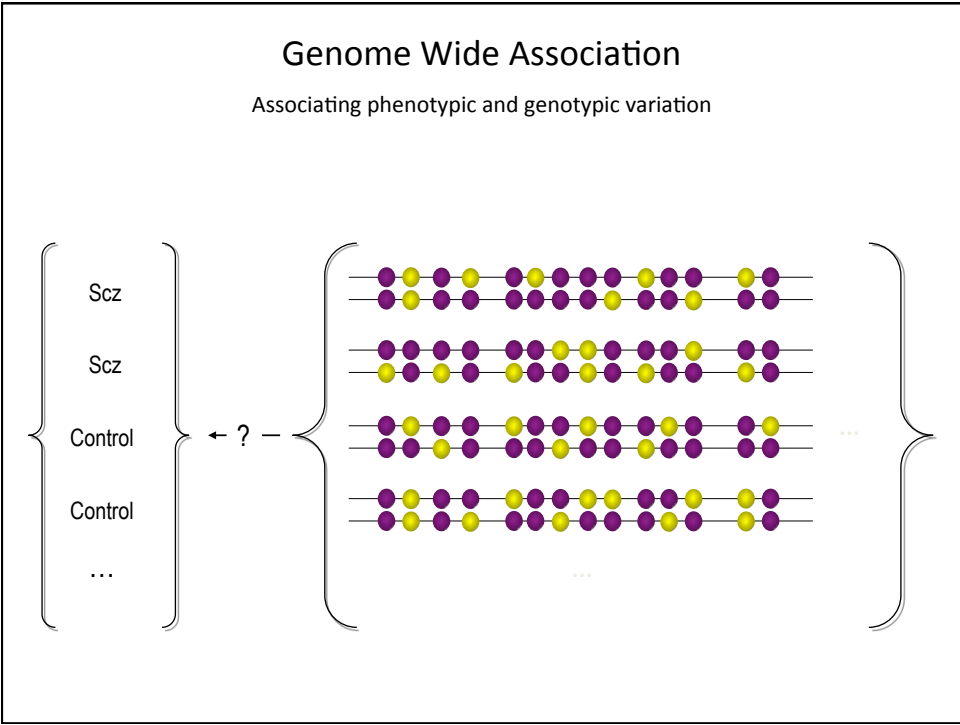 Genome Wide Association
Associating phenotypic and genotypic variation
Scz
Scz
Control
?
...
Control
...
...